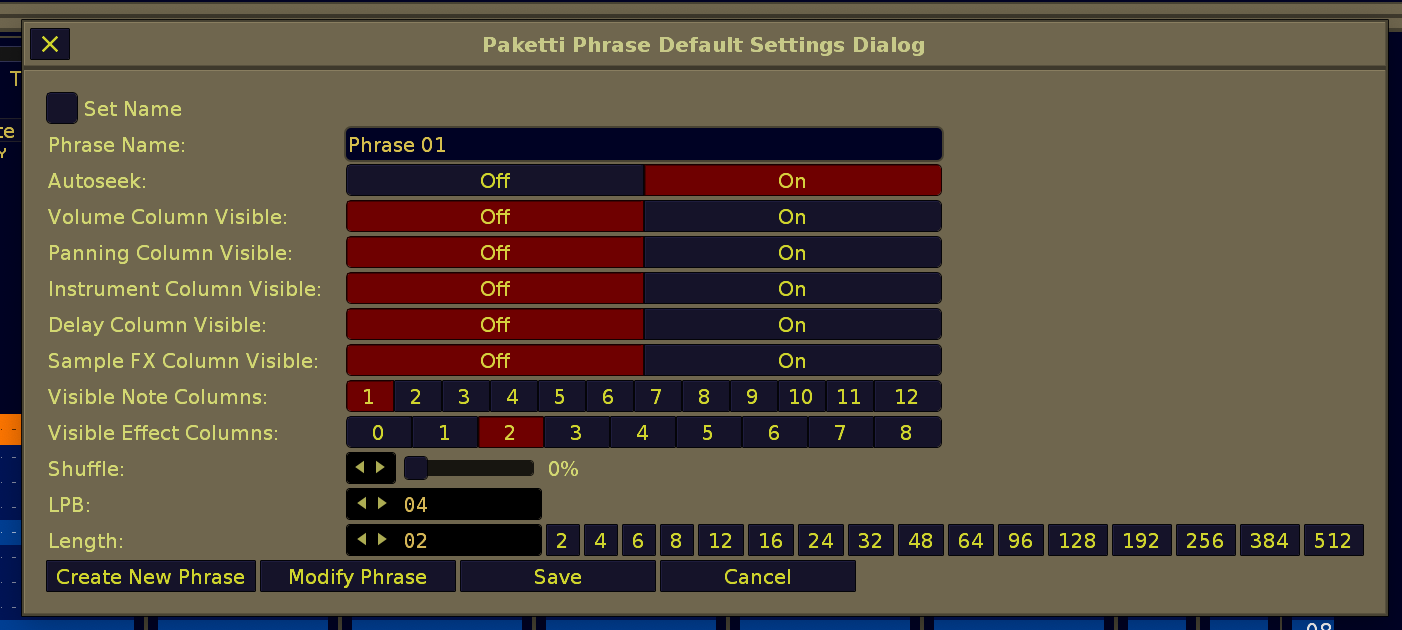 Paketti Phrase Default Settings Dialog
Set Name
Phrase Name: Phrase 01
Autoseek: Off On
Volume Column Visible: Off On
Panning Column Visible: Off On
Instrument Column Visible: Off On
Delay Column Visible: Off On
Sample FX Column Visible: Off On
Visible Note Columns: 1 2 3 4 5 6 7 8 9 10 11 12
Visible Effect Columns: 0 1 2 3 4 5 6 7 8
Shuffle: 0%
LPB: 04
Length: 02 2 4 6 8 12 16 24 32 48 64 96 128 192 256 384 512
Create New Phrase Modify Phrase Save Cancel